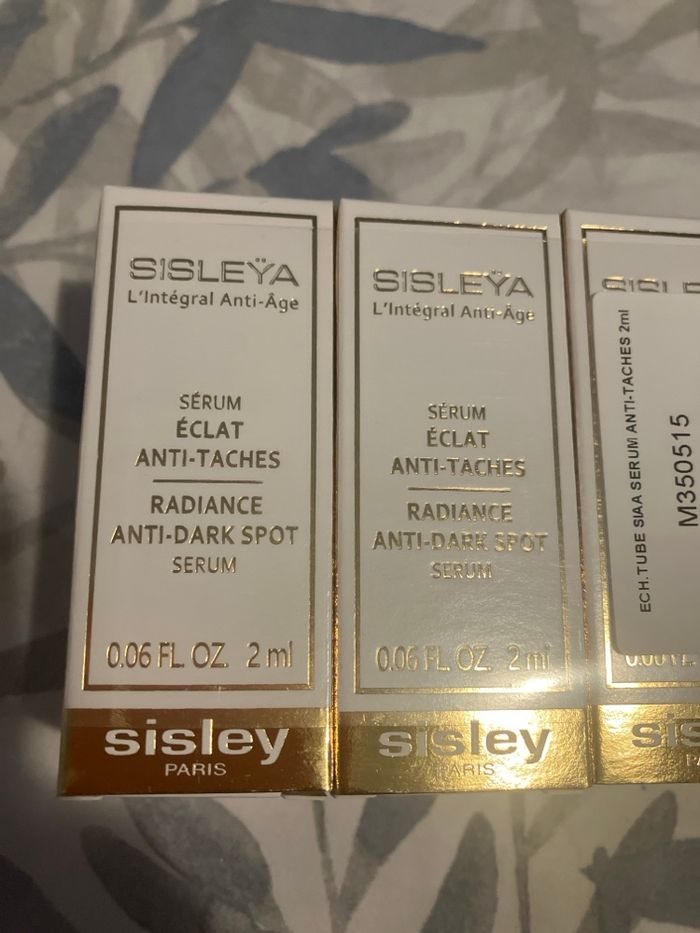 SISLEŸA
L'Intégral Anti-Âge
SÉRUM
ÉCLAT
ANTI-TACHES
RADIANCE
ANTI-DARK SPOT
SERUM
0.06 FL. OZ. 2 ml
sisley
PARIS
SISLEŸA
L'Intégral Anti-Âge
SÉRUM
ÉCLAT
ANTI-TACHES
RADIANCE
ANTI-DARK SPOT
SERUM
0.06 FL. OZ. 2 ml
sisley
PARIS
ECH.TUBE SIAA SERUM ANTI-TACHES 2ml
M350515
sis